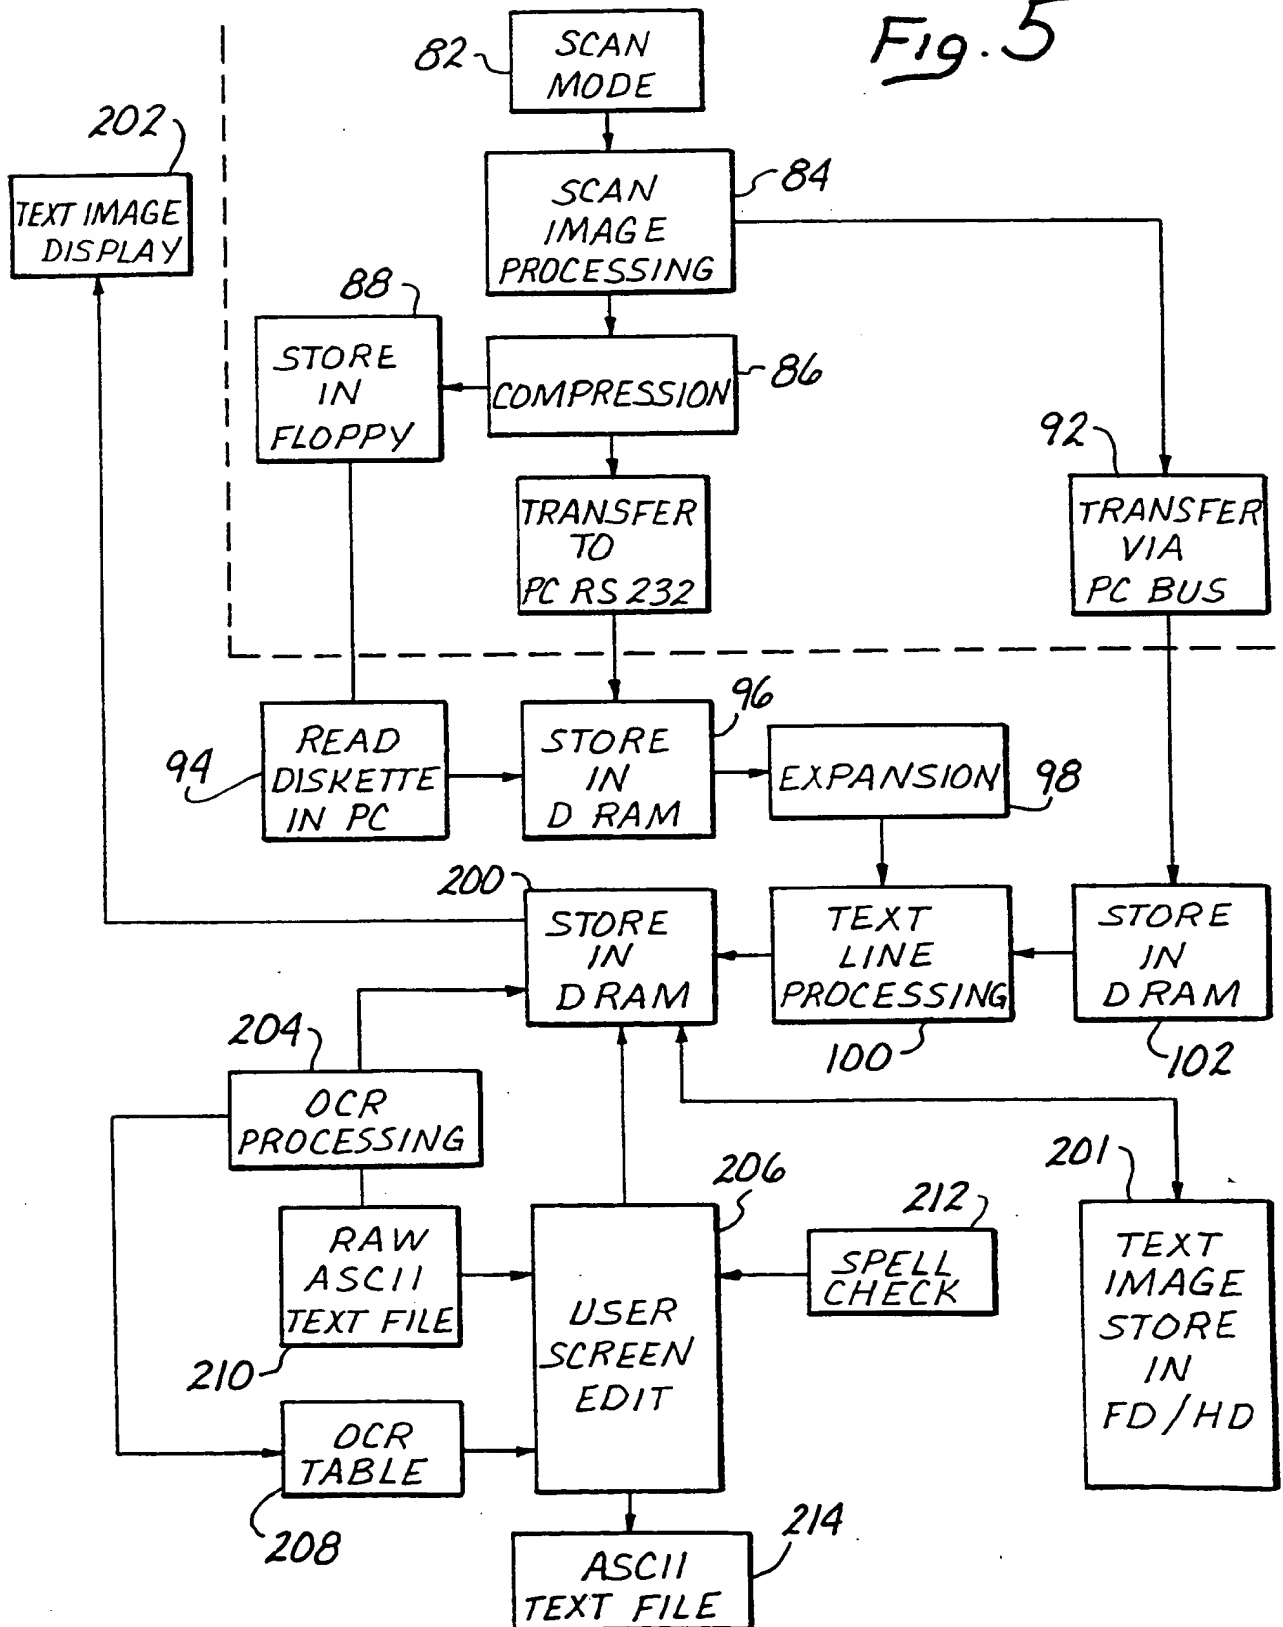 Fig. 5
82
SCAN
MODE
202
TEXT IMAGE
DISPLAY
84
SCAN
IMAGE
PROCESSING
88
STORE
IN
FLOPPY
86
COMPRESSION
92
TRANSFER
TO
PC RS 232
TRANSFER
VIA
PC BUS
94
READ
DISKETTE
IN PC
96
STORE
IN
D RAM
EXPANSION
98
200
STORE
IN
D RAM
TEXT
LINE
PROCESSING
100
STORE
IN
D RAM
102
204
OCR
PROCESSING
201
TEXT
IMAGE
STORE
IN
FD/HD
206
USER
SCREEN
EDIT
212
SPELL
CHECK
RAW
ASCII
TEXT FILE
210
OCR
TABLE
208
214
ASCII
TEXT FILE